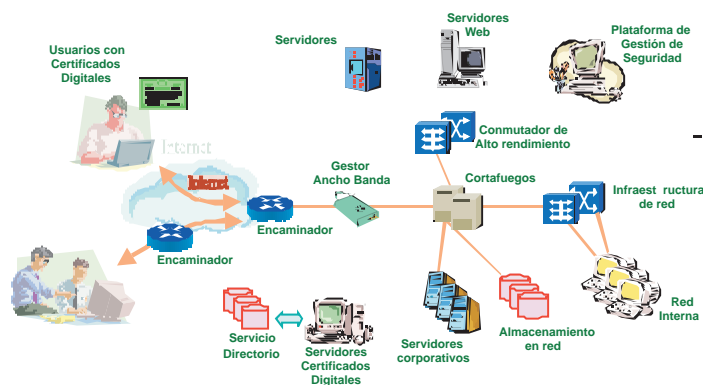 Usuarios con
Certificados
Digitales
Servidores
Servidores
Web
Plataforma de
Gestión de
Seguridad
Internet
Internet
Gestor
Ancho Banda
Conmutador de
Alto rendimiento
Cortafuegos
Infraest ructura
de red
Encaminador
Encaminador
Servicio
Directorio
Servidores
Certificados
Digitales
Servidores
corporativos
Almacenamiento
en red
Red
Interna